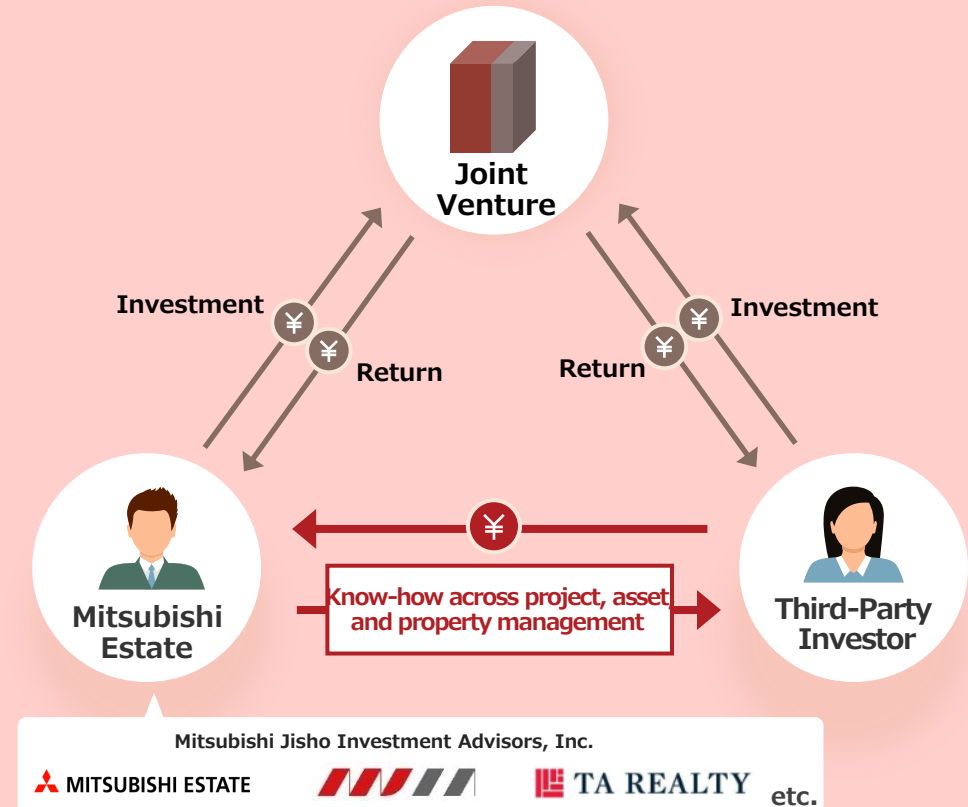 Joint
Venture
Investment
¥
¥
Return
Investment
¥
Return
¥
¥
Know-how across project, asset,
and property management
Mitsubishi
Estate
Third-Party
Investor
Mitsubishi Jisho Investment Advisors, Inc.
MITSUBISHI ESTATE
TA REALTY
etc.